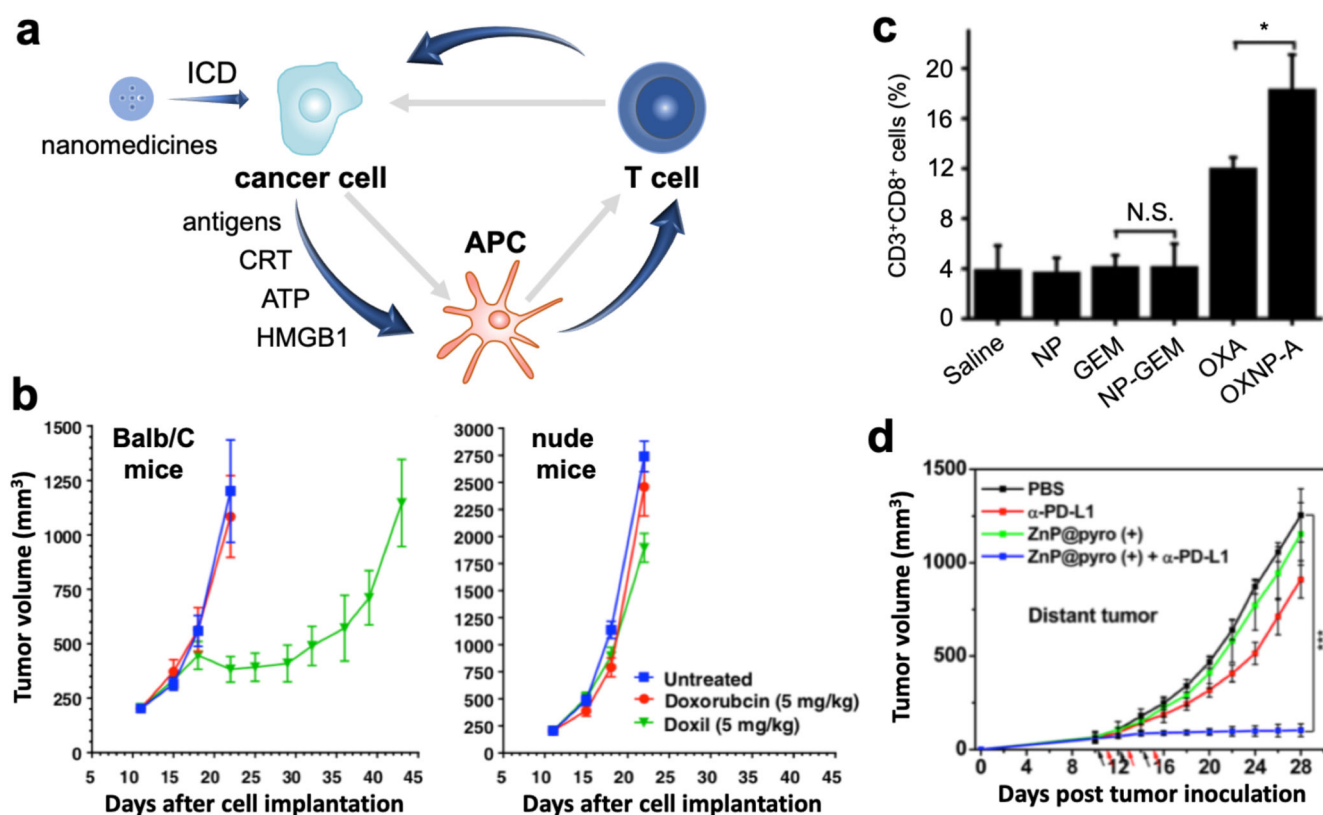 a
ICD
nanomedicines
cancer cell
T cell
antigens
CRT
ATP
HMGB1
APC
b
Balb/C
mice
Tumor volume (mm³)
1500
1250
1000
750
500
250
0
5 10 15 20 25 30 35 40 45
Days after cell implantation
nude
mice
3000
2750
2500
2250
2000
1750
1500
1250
1000
750
500
250
0
Untreated
Doxorubcin (5 mg/kg)
Doxil (5 mg/kg)
5 10 15 20 25 30 35 40 45
Days after cell implantation
c
CD3⁺CD8⁺ cells (%)
20
16
12
8
4
0
*
N.S.
Saline
NP
GEM
NP-GEM
OXA
OXNP-A
d
Tumor volume (mm³)
1500
1000
500
0
PBS
α-PD-L1
ZnP@pyro (+)
ZnP@pyro (+) + α-PD-L1
Distant tumor
***
0 4 8 12 16 20 24 28
Days post tumor inoculation